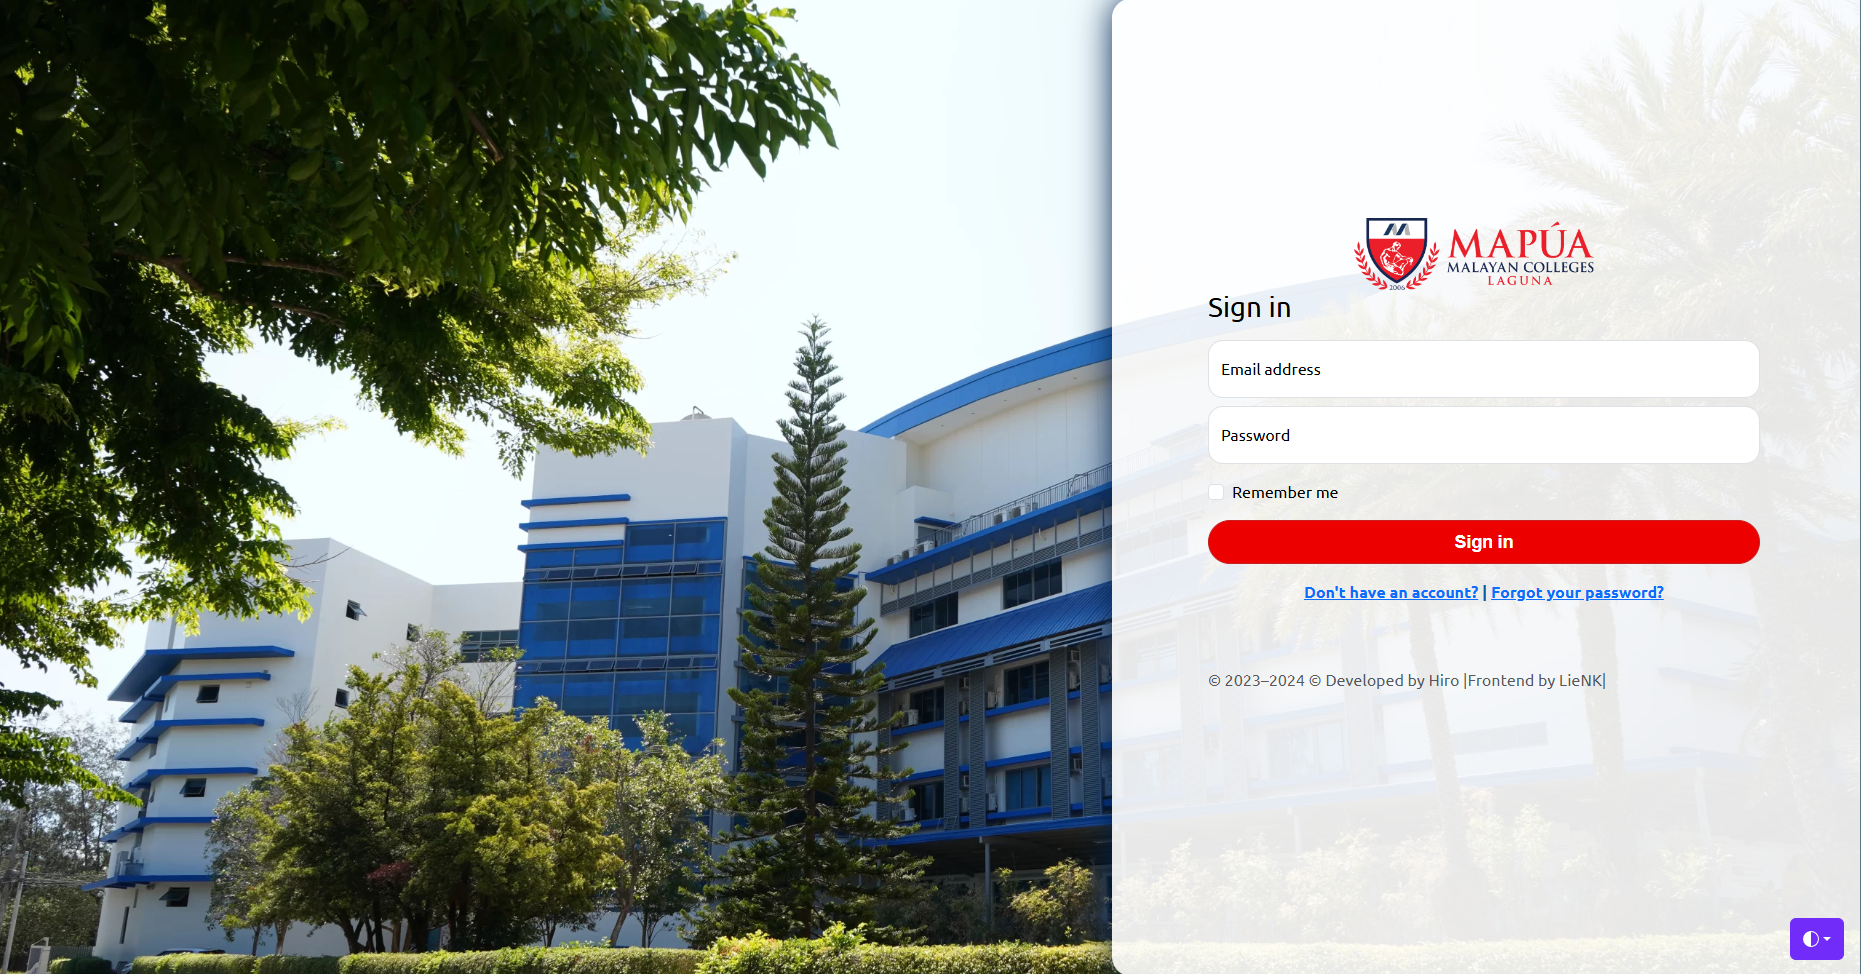 MAPÚA
MALAYAN COLLEGES
LAGUNA
2006
Sign in
Email address
Password
Remember me
Sign in
Don't have an account? | Forgot your password?
© 2023–2024 © Developed by Hiro |Frontend by LieNK|